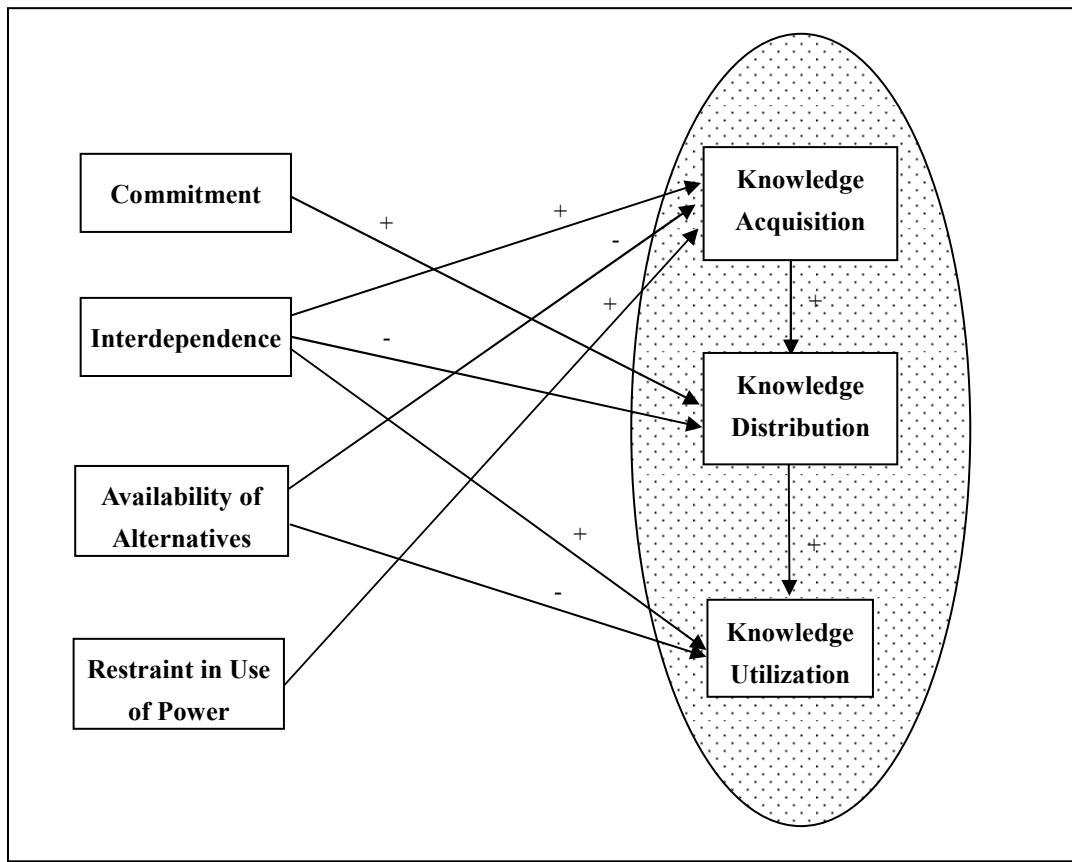 Commitment
Interdependence
Availability of
Alternatives
Restraint in Use
of Power
+
+
-
+
-
+
-
Knowledge
Acquisition
+
Knowledge
Distribution
+
Knowledge
Utilization